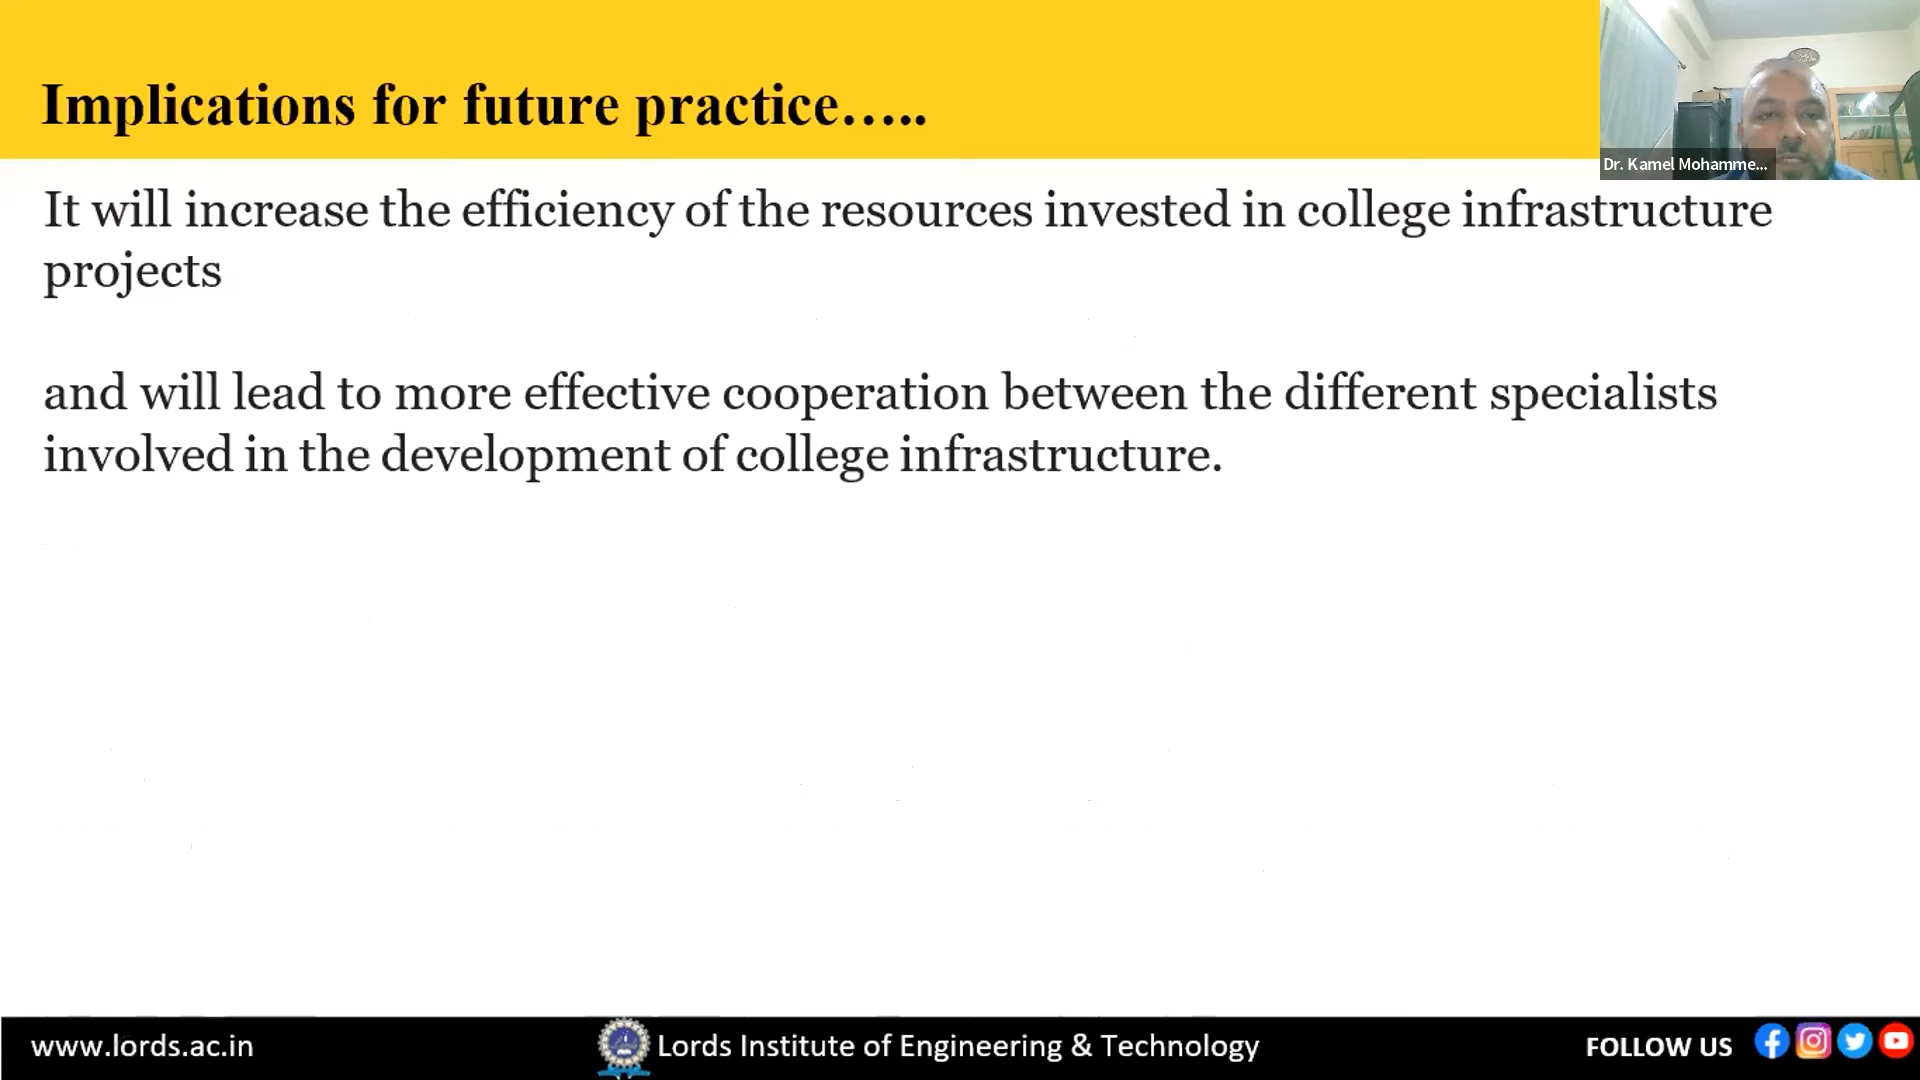 Implications for future practice…..
Dr. Kamel Mohamme...
It will increase the efficiency of the resources invested in college infrastructure
projects
and will lead to more effective cooperation between the different specialists
involved in the development of college infrastructure.
www.lords.ac.in
Lords Institute of Engineering & Technology
FOLLOW US